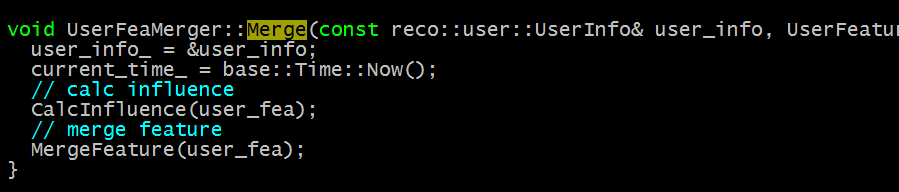 void UserFeaMerger::Merge(const reco::user::UserInfo& user_info, UserFeatur
  user_info_ = &user_info;
  current_time_ = base::Time::Now();
  // calc influence
  CalcInfluence(user_fea);
  // merge feature
  MergeFeature(user_fea);
}